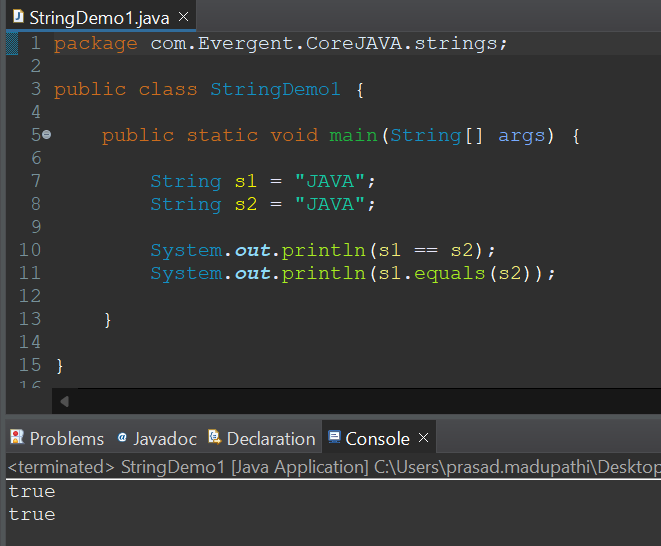 StringDemo1.java
1 package com.Evergent.CoreJAVA.strings;
2
3 public class StringDemo1 {
4
5 public static void main(String[] args) {
6
7 String s1 = "JAVA";
8 String s2 = "JAVA";
9
10 System.out.println(s1 == s2);
11 System.out.println(s1.equals(s2));
12
13 }
14
15 }
16
Problems Javadoc Declaration Console
<terminated> StringDemo1 [Java Application] C:\Users\prasad.madupathi\Desktop
true
true